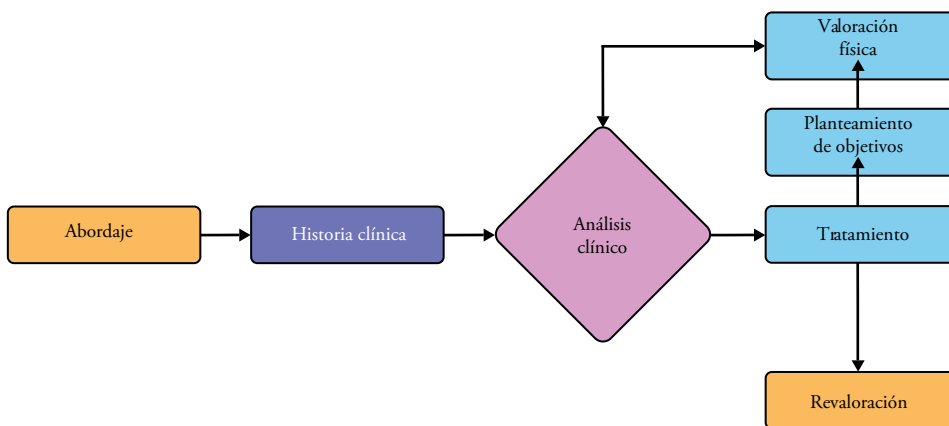 Valoración
física
Planteamiento
de objetivos
Abordaje
Historia clínica
Análisis
clínico
Tratamiento
Revaloración